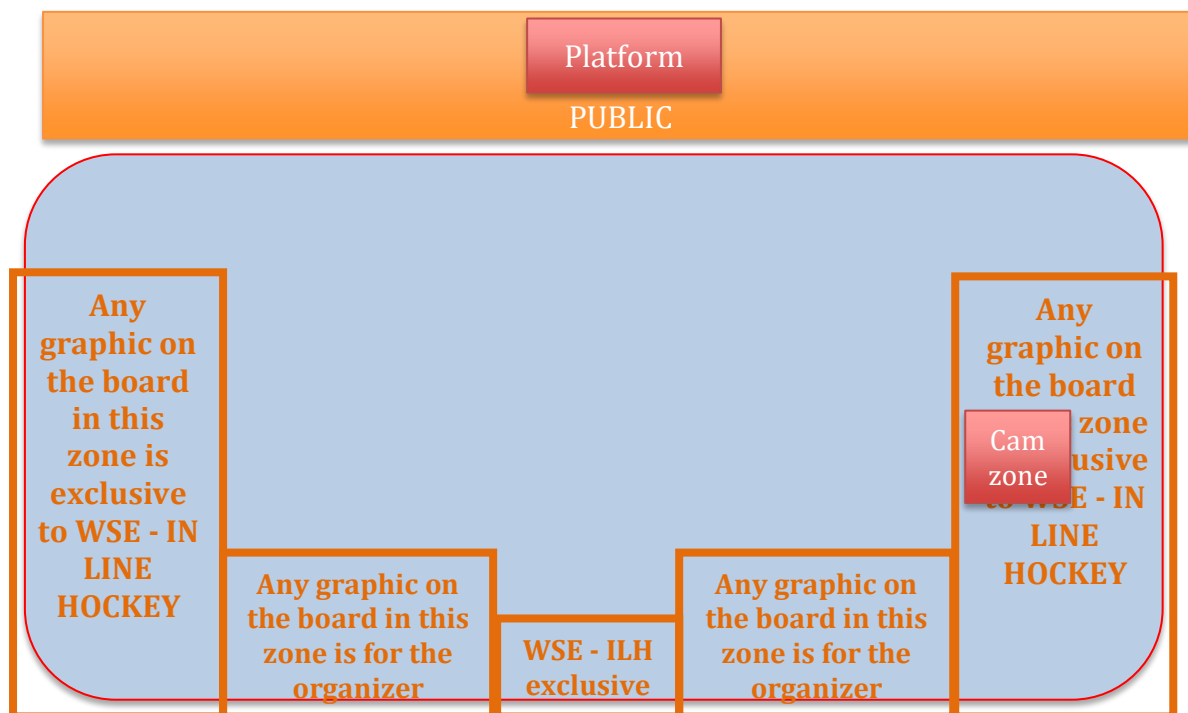 Platform
PUBLIC
Any
graphic on
the board
in this
zone is
exclusive
to WSE - IN
LINE
HOCKEY
Any graphic on
the board in this
zone is for the
organizer
WSE - ILH
exclusive
Any graphic on
the board in this
zone is for the
organizer
Any
graphic on
the board
zone
WSE - IN
LINE
HOCKEY
Cam
zone